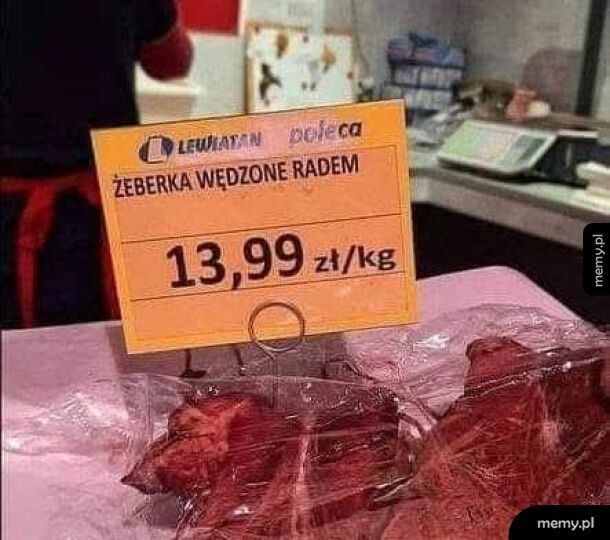 LEWIATAN poleca
ŻEBERKA WĘDZONE RADEM
13,99 zł/kg
memy.pl
memy.pl